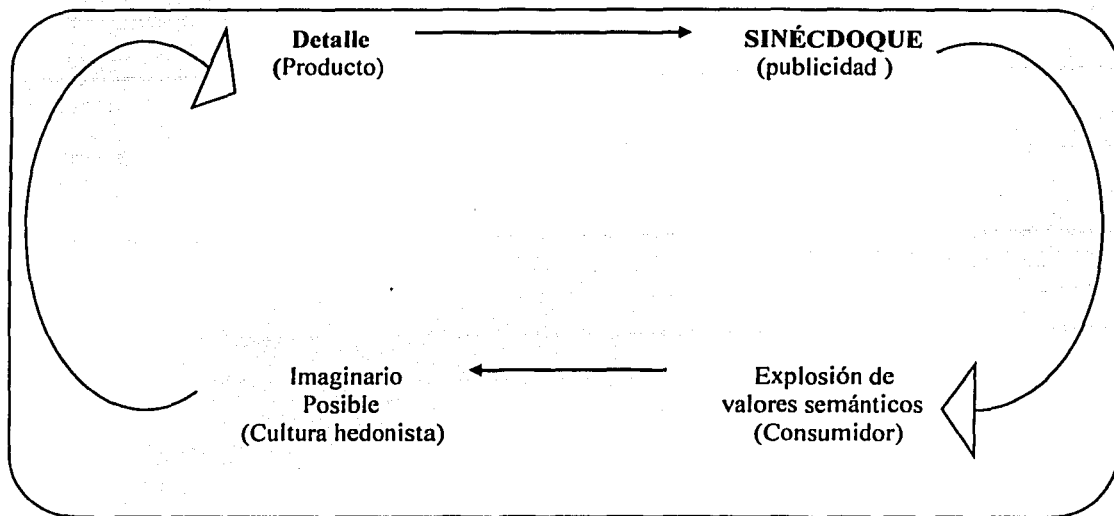 Detalle
(Producto)
SINÉCDOQUE
(publicidad )
Imaginario
Posible
(Cultura hedonista)
Explosión de
valores semánticos
(Consumidor)